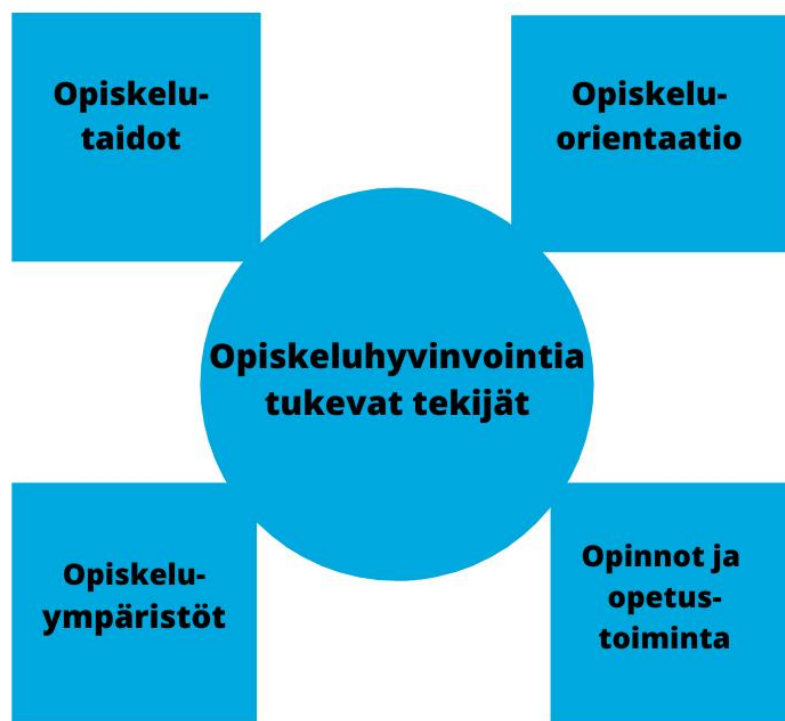 Opiskelu-
taidot
Opiskelu-
orientaatio
Opiskeluhyvinvointia
tukevat tekijät
Opiskelu-
ympäristöt
Opinnot ja
opetus-
toiminta